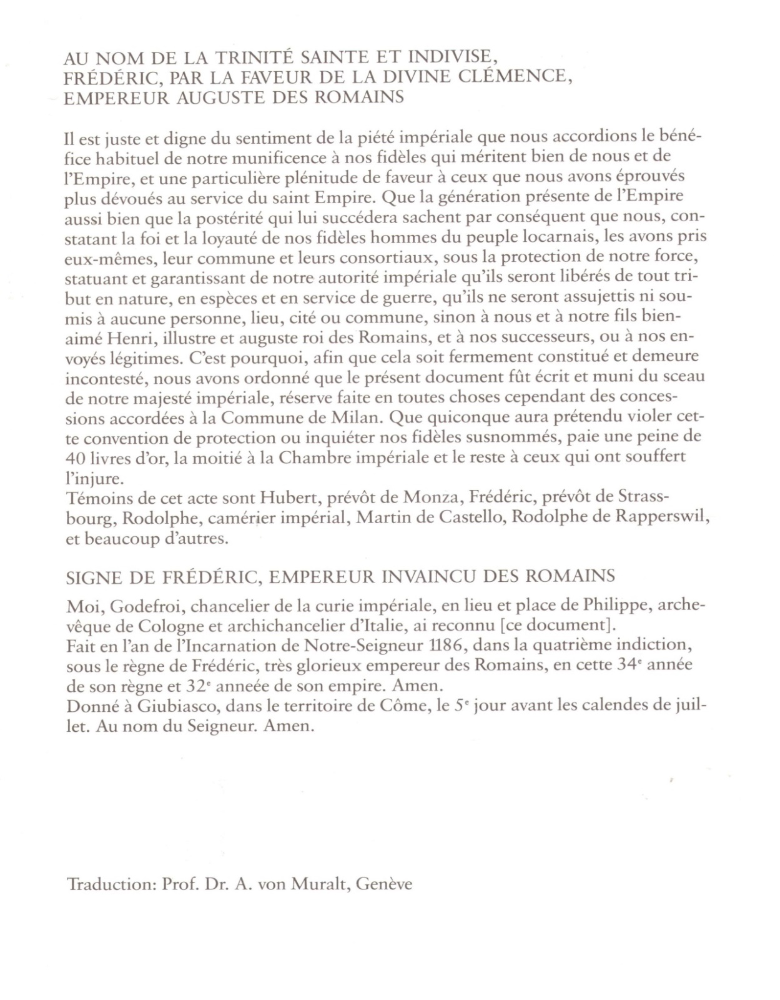 AU NOM DE LA TRINITÉ SAINTE ET INDIVISE,
FRÉDÉRIC, PAR LA FAVEUR DE LA DIVINE CLÉMENCE,
EMPEREUR AUGUSTE DES ROMAINS
Il est juste et digne du sentiment de la piété impériale que nous accordions le béné-
fice habituel de notre munificence à nos fidèles qui méritent bien de nous et de
l'Empire, et une particulière plénitude de faveur à ceux que nous avons éprouvés
plus dévoués au service du saint Empire. Que la génération présente de l'Empire
aussi bien que la postérité qui lui succédera sachent par conséquent que nous, con-
statant la foi et la loyauté de nos fidèles hommes du peuple locarnais, les avons pris
eux-mêmes, leur commune et leurs consortiaux, sous la protection de notre force,
statuant et garantissant de notre autorité impériale qu'ils seront libérés de tout tri-
but en nature, en espèces et en service de guerre, qu'ils ne seront assujettis ni sou-
mis à aucune personne, lieu, cité ou commune, sinon à nous et à notre fils bien-
aimé Henri, illustre et auguste roi des Romains, et à nos successeurs, ou à nos en-
voyés légitimes. C'est pourquoi, afin que cela soit fermement constitué et demeure
incontesté, nous avons ordonné que le présent document fût écrit et muni du sceau
de notre majesté impériale, réserve faite en toutes choses cependant des conces-
sions accordées à la Commune de Milan. Que quiconque aura prétendu violer cet-
te convention de protection ou inquiéter nos fidèles susnommés, paie une peine de
40 livres d'or, la moitié à la Chambre impériale et le reste à ceux qui ont souffert
l'injure.
Témoins de cet acte sont Hubert, prévôt de Monza, Frédéric, prévôt de Strass-
bourg, Rodolphe, camérier impérial, Martin de Castello, Rodolphe de Rapperswil,
et beaucoup d'autres.
SIGNE DE FRÉDÉRIC, EMPEREUR INVAINCU DES ROMAINS
Moi, Godefroi, chancelier de la curie impériale, en lieu et place de Philippe, arche-
vêque de Cologne et archichancelier d'Italie, ai reconnu [ce document].
Fait en l'an de l'Incarnation de Notre-Seigneur 1186, dans la quatrième indiction,
sous le règne de Frédéric, très glorieux empereur des Romains, en cette 34e année
de son règne et 32e anneée de son empire. Amen.
Donné à Giubiasco, dans le territoire de Côme, le 5e jour avant les calendes de juil-
let. Au nom du Seigneur. Amen.
Traduction: Prof. Dr. A. von Muralt, Genève